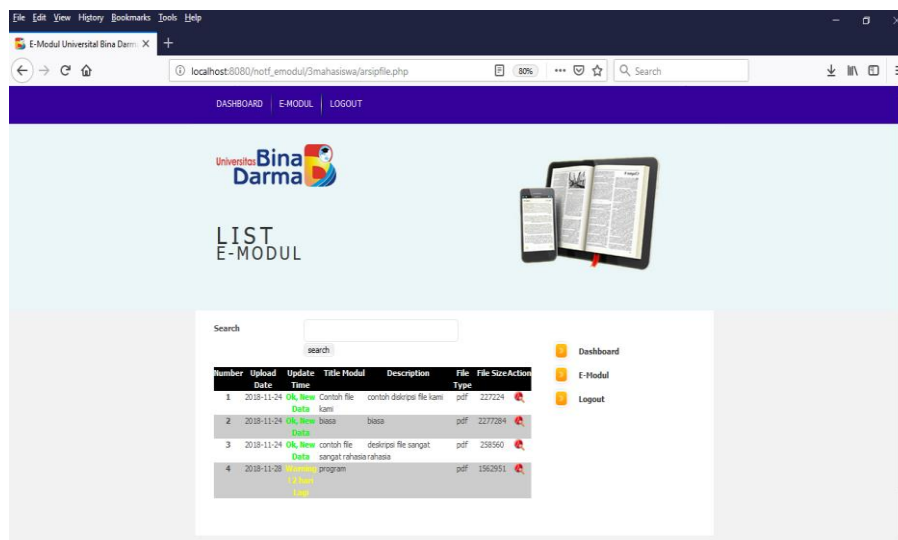 File Edit View History Bookmarks Tools Help
E-Modul Universital Bina Darm
localhost:8080/notf_emodul/3mahasiswa/arsipfile.php 80% Search
DASHBOARD E-MODUL LOGOUT
Universitas Bina
Darma
LIST
E-MODUL
Search
search
Dashboard
E-Modul
Logout
Number Upload Update Title Modul Description File File Size Action
Date Time Type
1 2018-11-24 Ok, New Contoh file contoh diskripsi file kami pdf 227224
Data kami
2 2018-11-24 Ok, New biasa biasa pdf 2277284
Data
3 2018-11-24 Ok, New contoh file deskripsi file sangat pdf 258560
Data sangat rahasia rahasia
4 2018-11-28 Warning program pdf 1562951
hari
Lagi